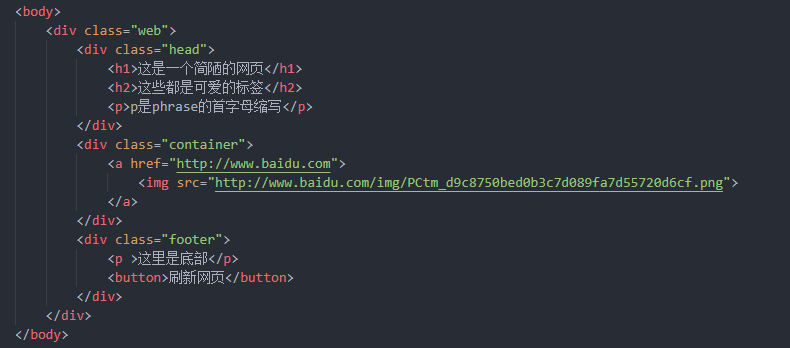 <body>
<div class="web">
<div class="head">
<h1>这是一个简陋的网页</h1>
<h2>这些都是可爱的标签</h2>
<p>p是phrase的首字母缩写</p>
</div>
<div class="container">
<a href="http://www.baidu.com">
<img src="http://www.baidu.com/img/PCtm_d9c8750bed0b3c7d089fa7d55720d6cf.png">
</a>
</div>
<div class="footer">
<p >这里是底部</p>
<button>刷新网页</button>
</div>
</div>
</body>